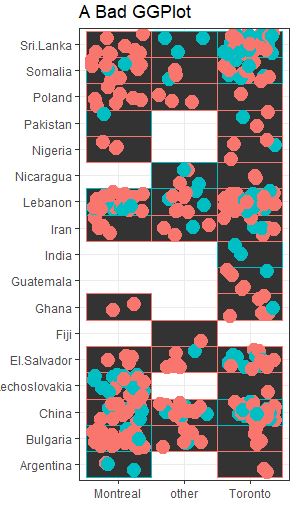 A Bad GGPlot
Sri.Lanka
Somalia
Poland
Pakistan
Nigeria
Nicaragua
Lebanon
Iran
India
Guatemala
Ghana
Fiji
El.Salvador
echoslovakia
China
Bulgaria
Argentina
Montreal other Toronto